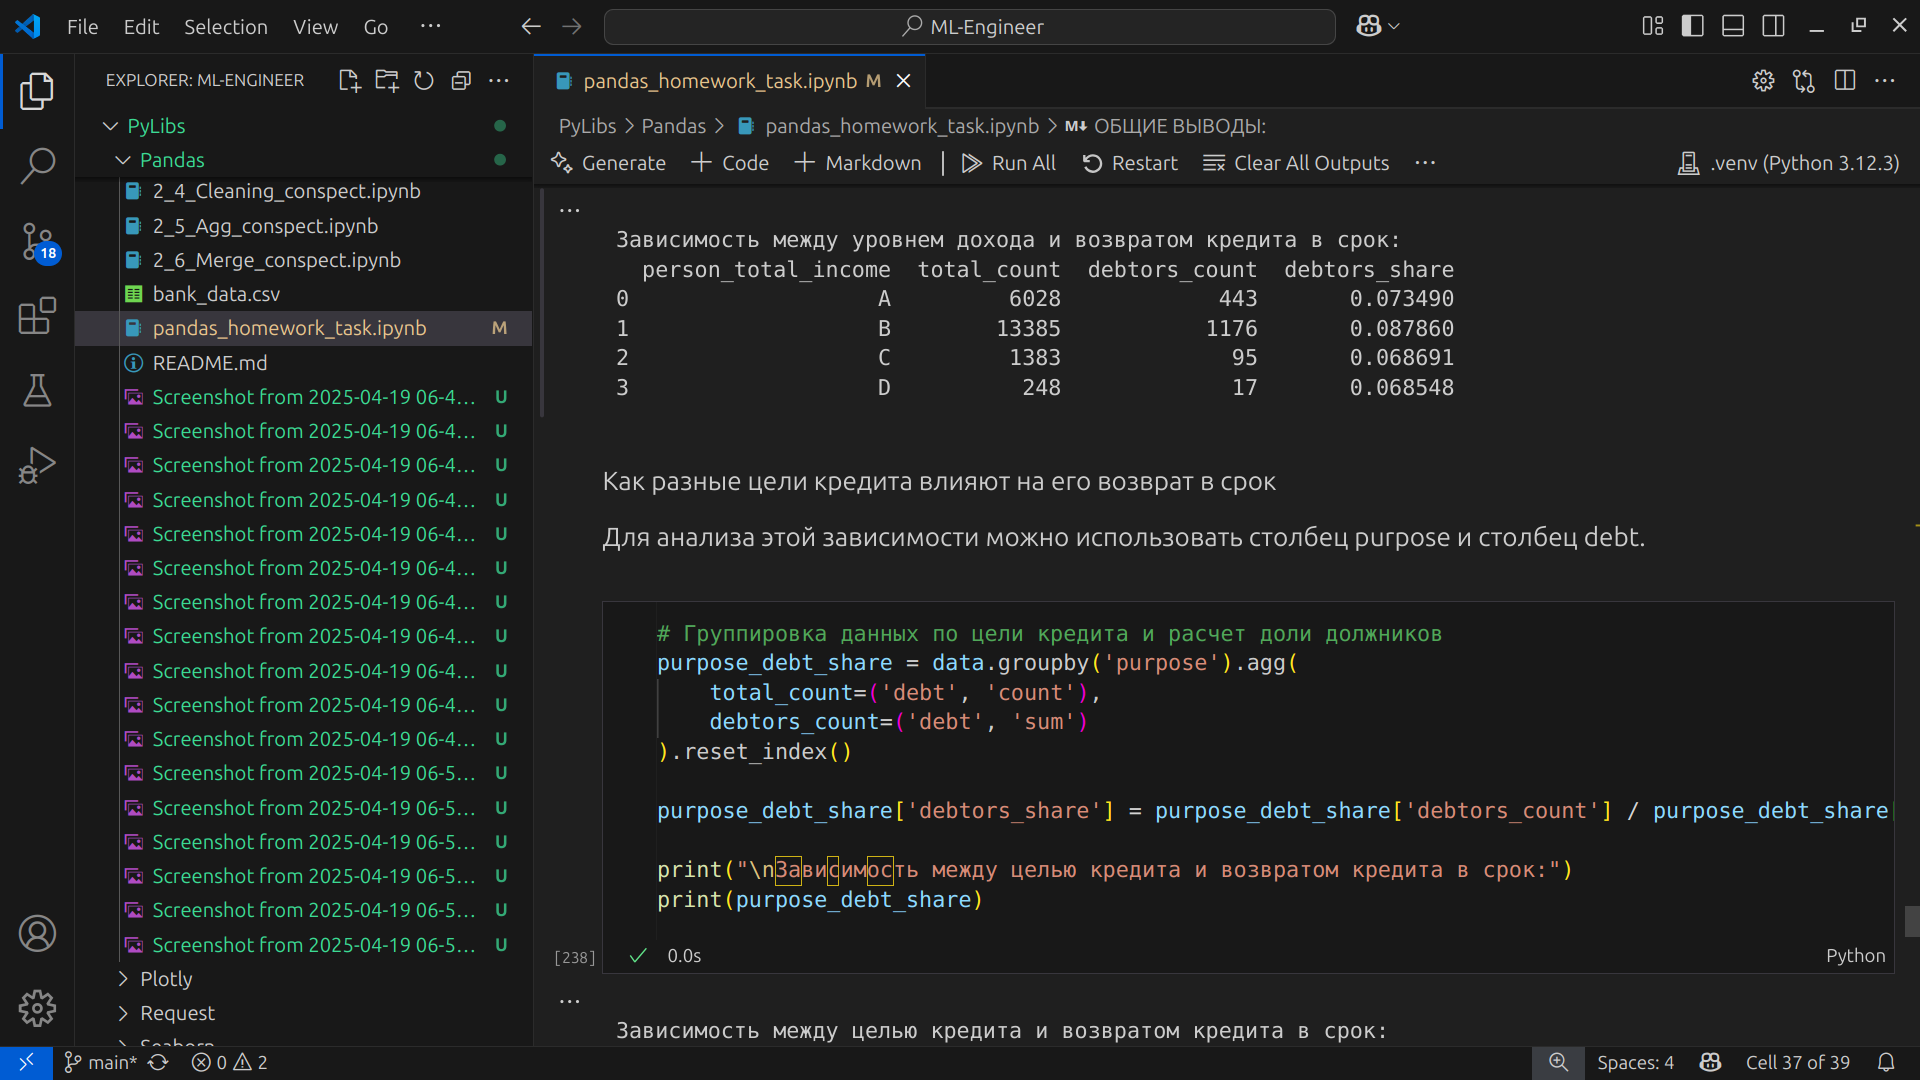 File Edit Selection View Go ···
ML-Engineer
EXPLORER: ML-ENGINEER
PyLibs
Pandas
2_4_Cleaning_conspect.ipynb
2_5_Agg_conspect.ipynb
2_6_Merge_conspect.ipynb
bank_data.csv
pandas_homework_task.ipynb M
README.md
Screenshot from 2025-04-19 06-4... U
Screenshot from 2025-04-19 06-4... U
Screenshot from 2025-04-19 06-4... U
Screenshot from 2025-04-19 06-4... U
Screenshot from 2025-04-19 06-4... U
Screenshot from 2025-04-19 06-4... U
Screenshot from 2025-04-19 06-4... U
Screenshot from 2025-04-19 06-4... U
Screenshot from 2025-04-19 06-4... U
Screenshot from 2025-04-19 06-4... U
Screenshot from 2025-04-19 06-4... U
Screenshot from 2025-04-19 06-5... U
Screenshot from 2025-04-19 06-5... U
Screenshot from 2025-04-19 06-5... U
Screenshot from 2025-04-19 06-5... U
Screenshot from 2025-04-19 06-5... U
Screenshot from 2025-04-19 06-5... U
Plotly
Request
Seaborn
18
pandas_homework_task.ipynb M
PyLibs > Pandas > pandas_homework_task.ipynb > M↓ ОБЩИЕ ВЫВОДЫ:
Generate + Code + Markdown | Run All Restart Clear All Outputs ··· .venv (Python 3.12.3)
...
Зависимость между уровнем дохода и возвратом кредита в срок:
person_total_income total_count debtors_count debtors_share
0 A 6028 443 0.073490
1 B 13385 1176 0.087860
2 C 1383 95 0.068691
3 D 248 17 0.068548
Как разные цели кредита влияют на его возврат в срок
Для анализа этой зависимости можно использовать столбец purpose и столбец debt.
# Группировка данных по цели кредита и расчет доли должников
purpose_debt_share = data.groupby('purpose').agg(
    total_count=('debt', 'count'),
    debtors_count=('debt', 'sum')
).reset_index()
purpose_debt_share['debtors_share'] = purpose_debt_share['debtors_count'] / purpose_debt_share[
print("\nЗависимость между целью кредита и возвратом кредита в срок:")
print(purpose_debt_share)
[238] ✓ 0.0s Python
...
Зависимость между целью кредита и возвратом кредита в срок:
main* 0 2 Spaces: 4 Cell 37 of 39